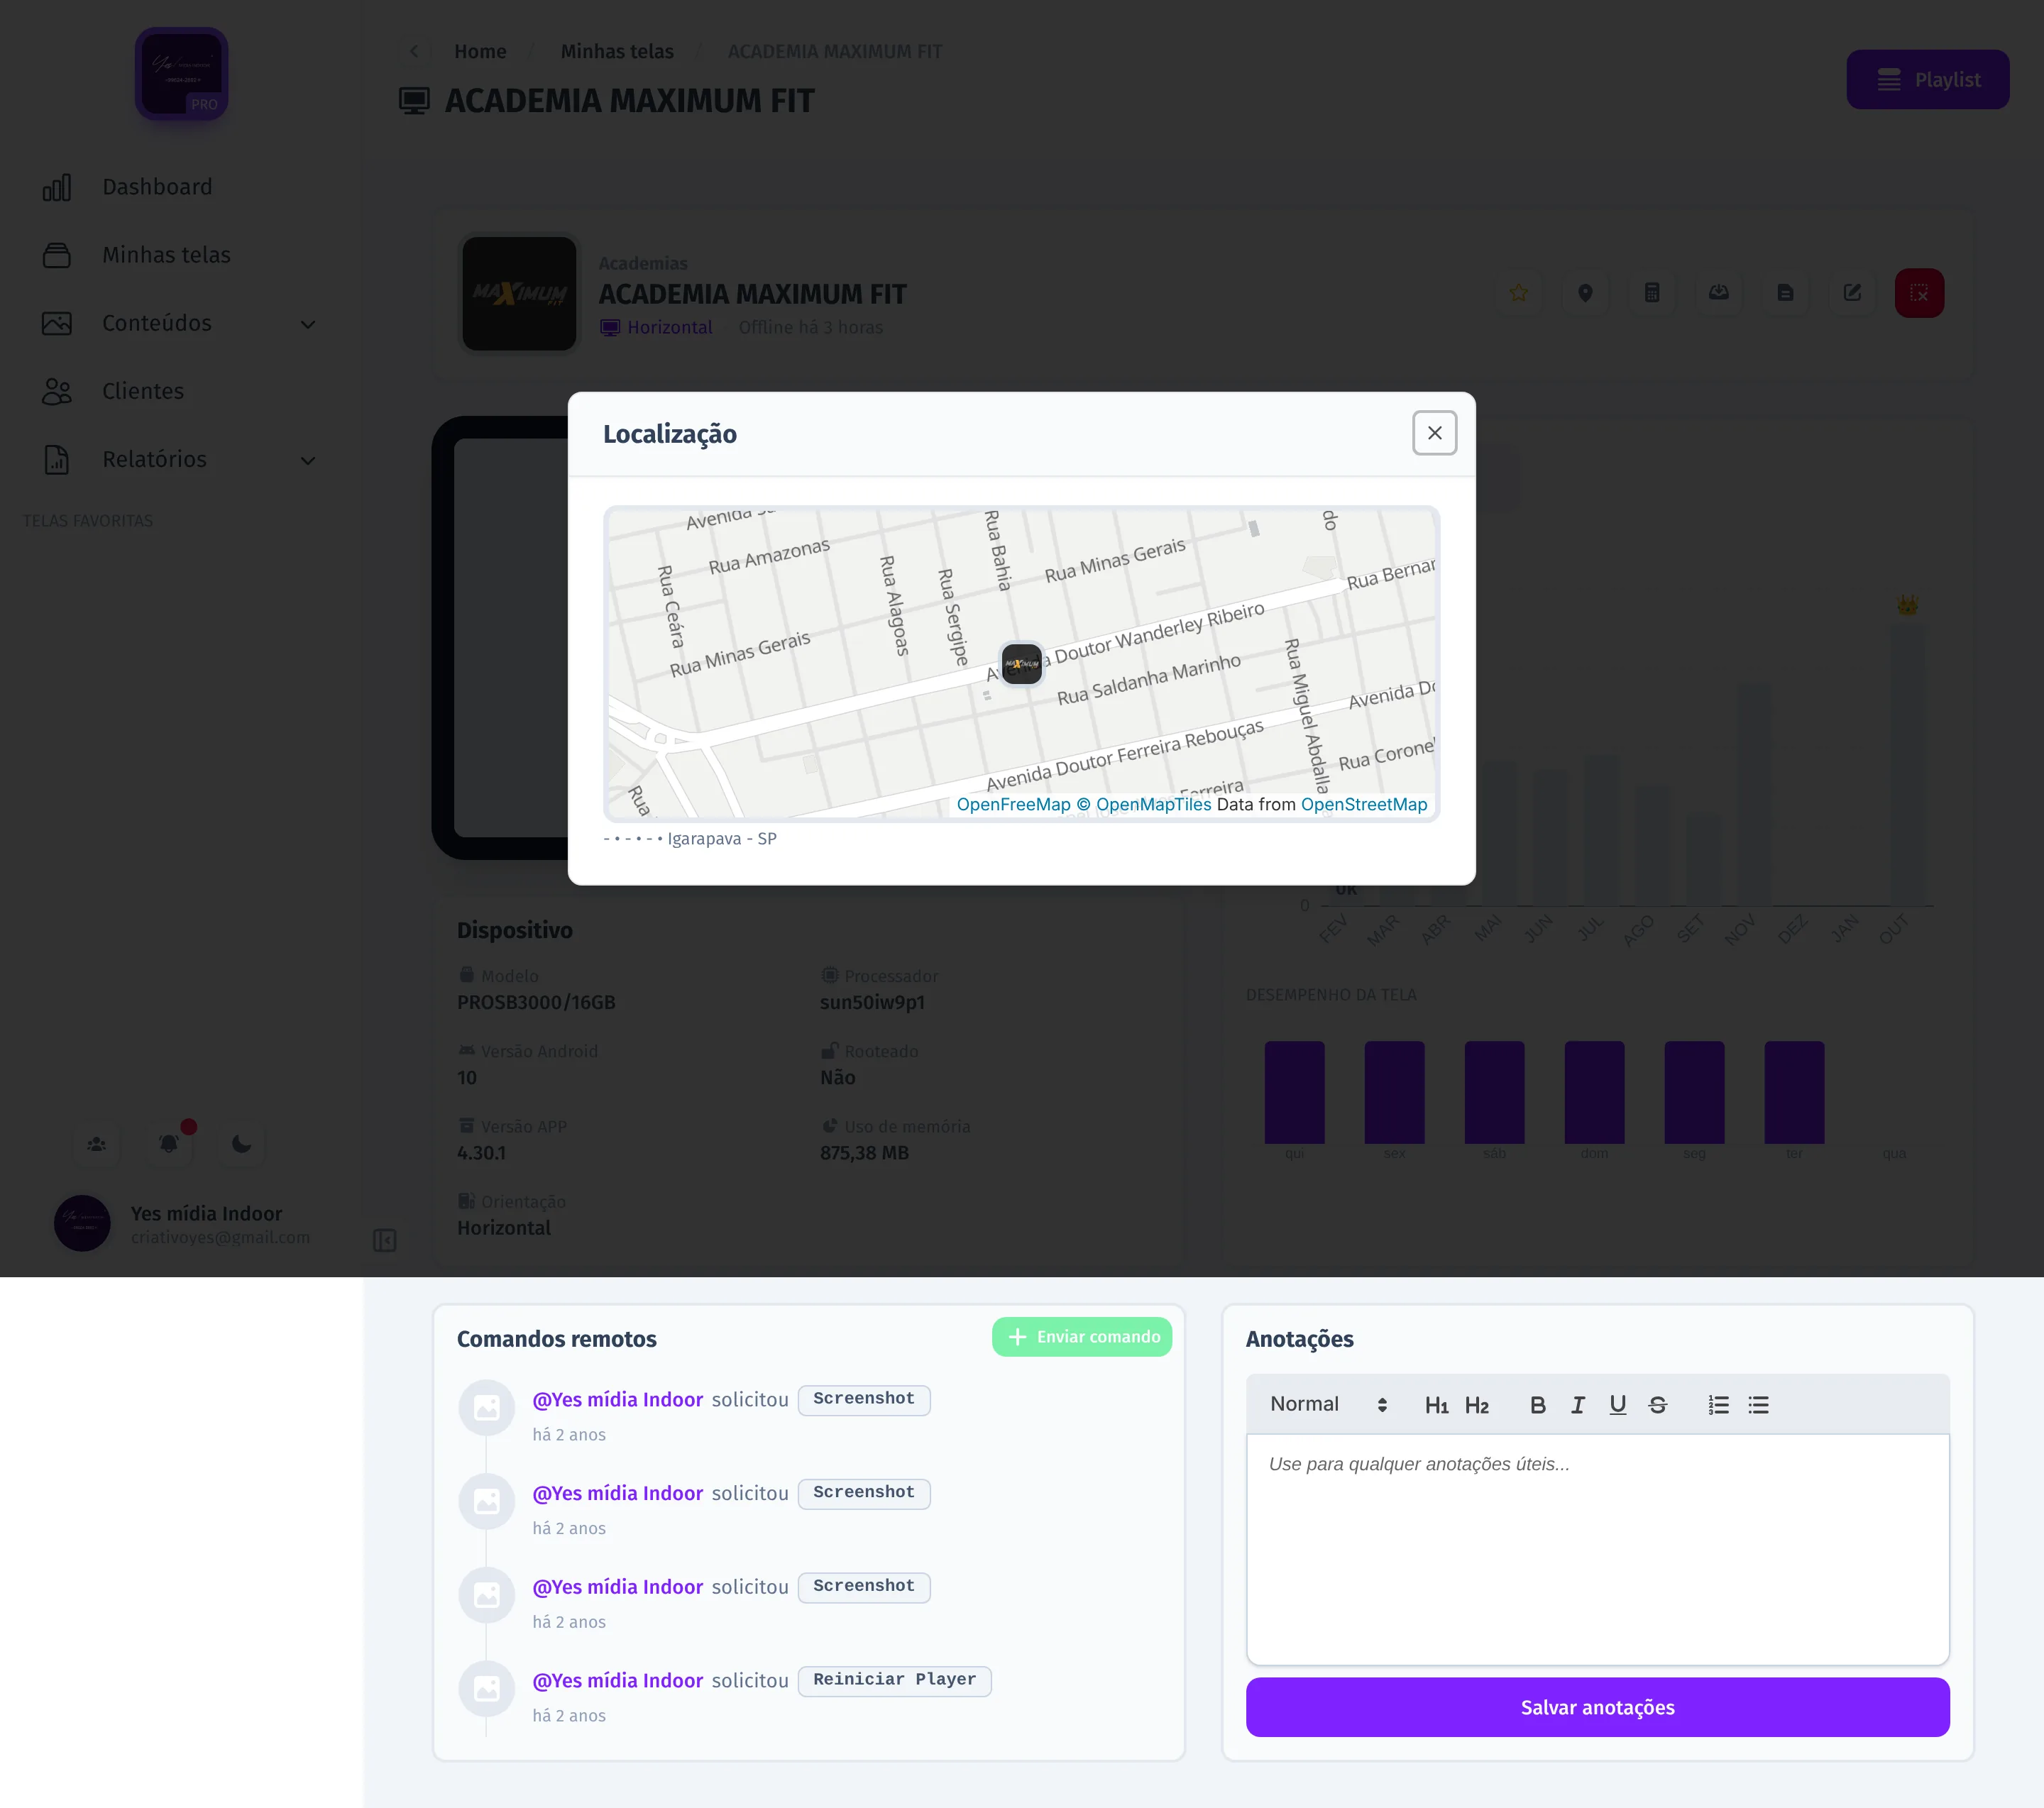 PRO
Dashboard
Minhas telas
Conteúdos
Clientes
Relatórios
TELAS FAVORITAS
Yes mídia Indoor
criativoyes@gmail.com
Home / Minhas telas / ACADEMIA MAXIMUM FIT
ACADEMIA MAXIMUM FIT
Playlist
MAXIMUM FIT
Academias
ACADEMIA MAXIMUM FIT
Horizontal Offline há 3 horas
Localização
Rua Amazonas
Rua Ceára
Rua Minas Gerais
Rua Alagoas
Rua Sergipe
Rua Bahia
Rua Minas Gerais
do
Rua Bernar
Doutor Wanderley Ribeiro
Rua Saldanha Marinho
Rua Miguel Abdalla
Avenida Do
Avenida Doutor Ferreira Rebouças
Rua Coronel
Ferreira
Rua
OpenFreeMap © OpenMapTiles Data from OpenStreetMap
- • - • - - • Igarapava - SP
0K
0
FEV MAR ABR MAI JUN JUL AGO SET NOV DEZ JAN OUT
DESEMPENHO DA TELA
qui sex sáb dom seg ter qua
Dispositivo
Modelo
PROSB3000/16GB
Processador
sun50iw9p1
Versão Android
10
Rooteado
Não
Versão APP
4.30.1
Uso de memória
875,38 MB
Orientação
Horizontal
Comandos remotos
Enviar comando
@Yes mídia Indoor solicitou Screenshot
há 2 anos
@Yes mídia Indoor solicitou Screenshot
há 2 anos
@Yes mídia Indoor solicitou Screenshot
há 2 anos
@Yes mídia Indoor solicitou Reiniciar Player
há 2 anos
Anotações
Normal H1 H2 B I U S
Use para qualquer anotações úteis...
Salvar anotações